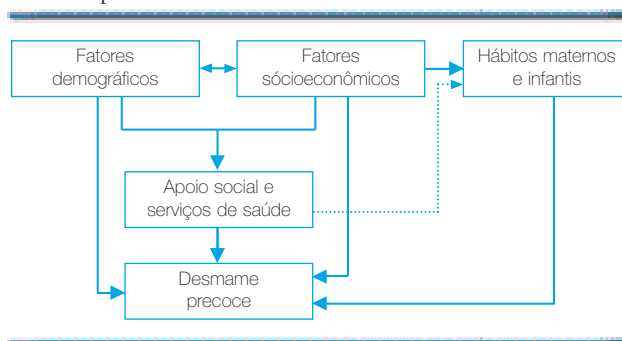 Fatores
demográficos
Fatores
sócioeconômicos
Hábitos maternos
e infantis
Apoio social e
serviços de saúde
Desmame
precoce